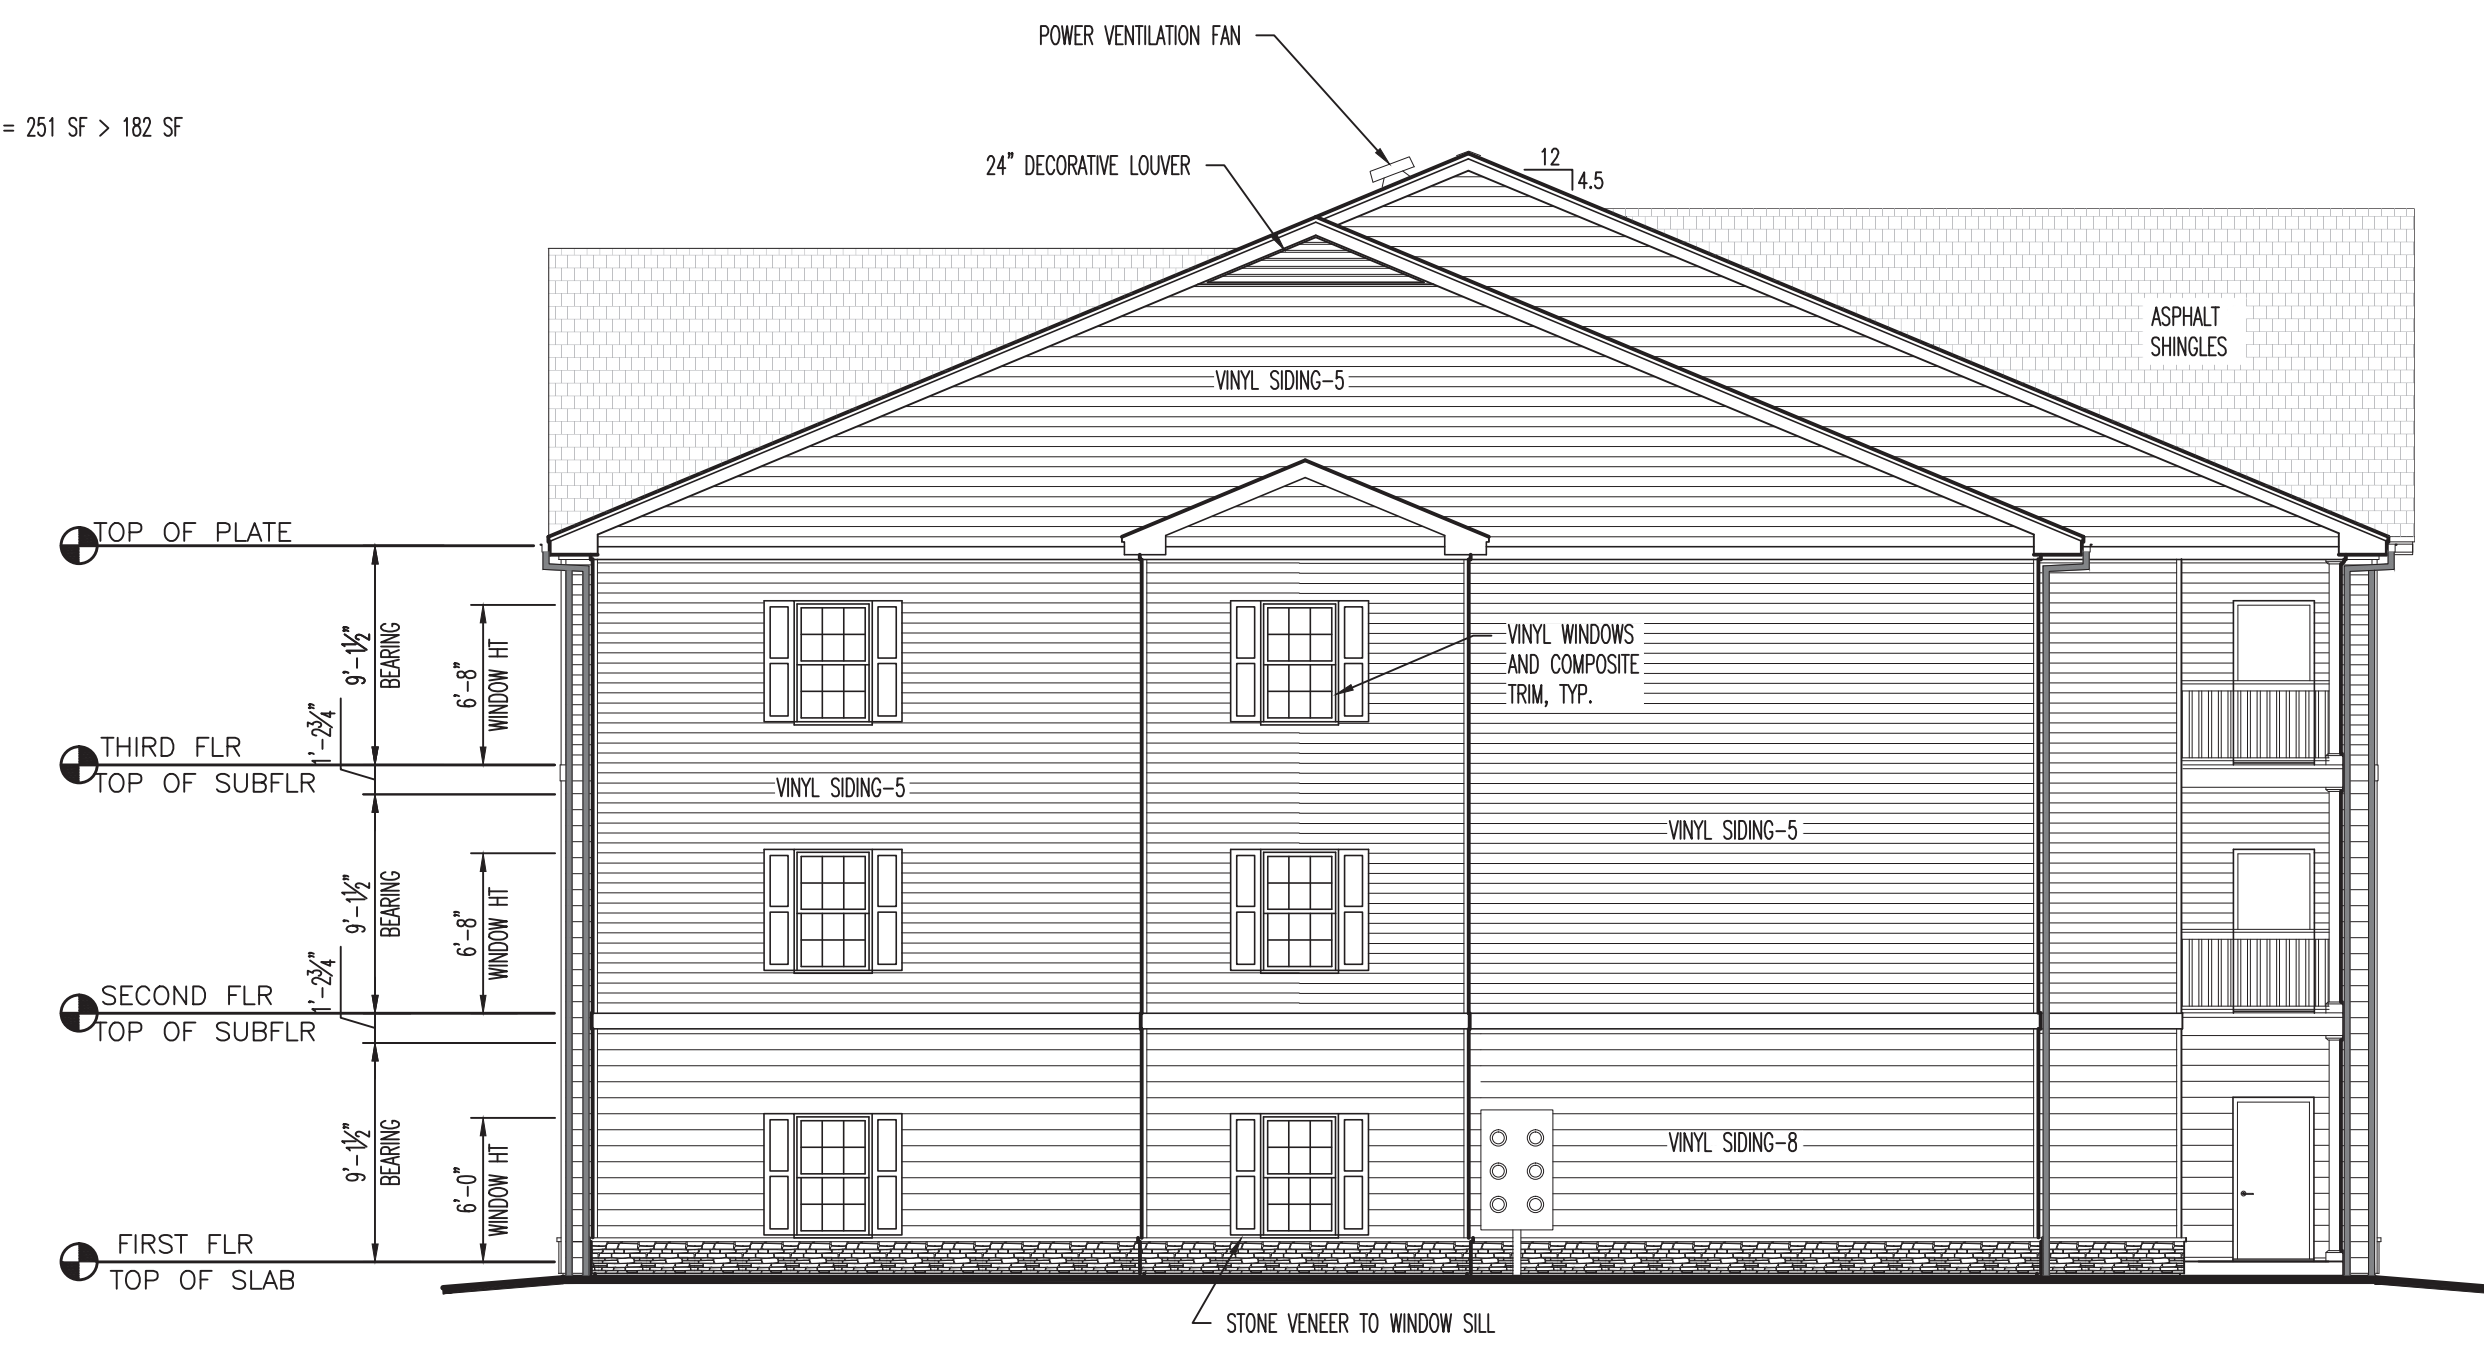 POWER VENTILATION FAN
= 251 SF > 182 SF
24" DECORATIVE LOUVER
12
4.5
ASPHALT
SHINGLES
VINYL SIDING-5
TOP OF PLATE
9'-1½"
BEARING
6'-8"
WINDOW HT
VINYL WINDOWS
AND COMPOSITE
TRIM, TYP.
1'-2¾"
THIRD FLR
TOP OF SUBFLR
VINYL SIDING-5
VINYL SIDING-5
9'-1½"
BEARING
6'-8"
WINDOW HT
1'-2¾"
SECOND FLR
TOP OF SUBFLR
9'-1½"
BEARING
6'-0"
WINDOW HT
VINYL SIDING-8
FIRST FLR
TOP OF SLAB
STONE VENEER TO WINDOW SILL